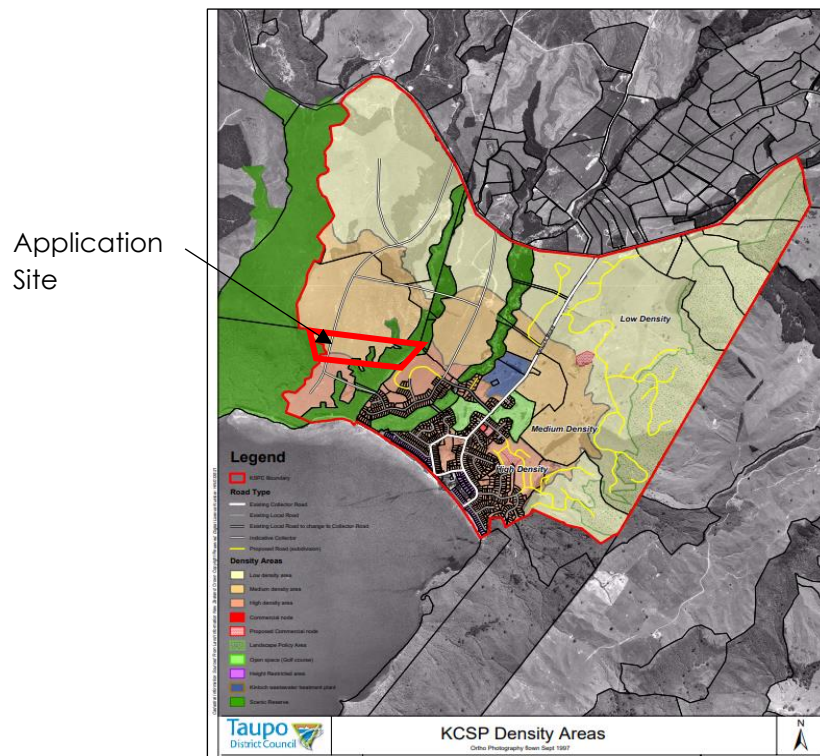 Application
Site
Low Density
Medium Density
High Density
Legend
KSPC Boundary
Road Type
Existing Collector Road
Existing Local Road
Existing Local Road to change to Collector Road
Indicative Collector
Proposed Road (subdivision)
Density Areas
Low density area
Medium density area
High density area
Commercial node
Proposed Commercial node
Landscape Policy Area
Open space (Golf course)
Height Restricted area
Kinloch wastewater treatment plant
Scenic Reserve
Taupo
District Council
KCSP Density Areas
Ortho Photography flown Sept 1997
N